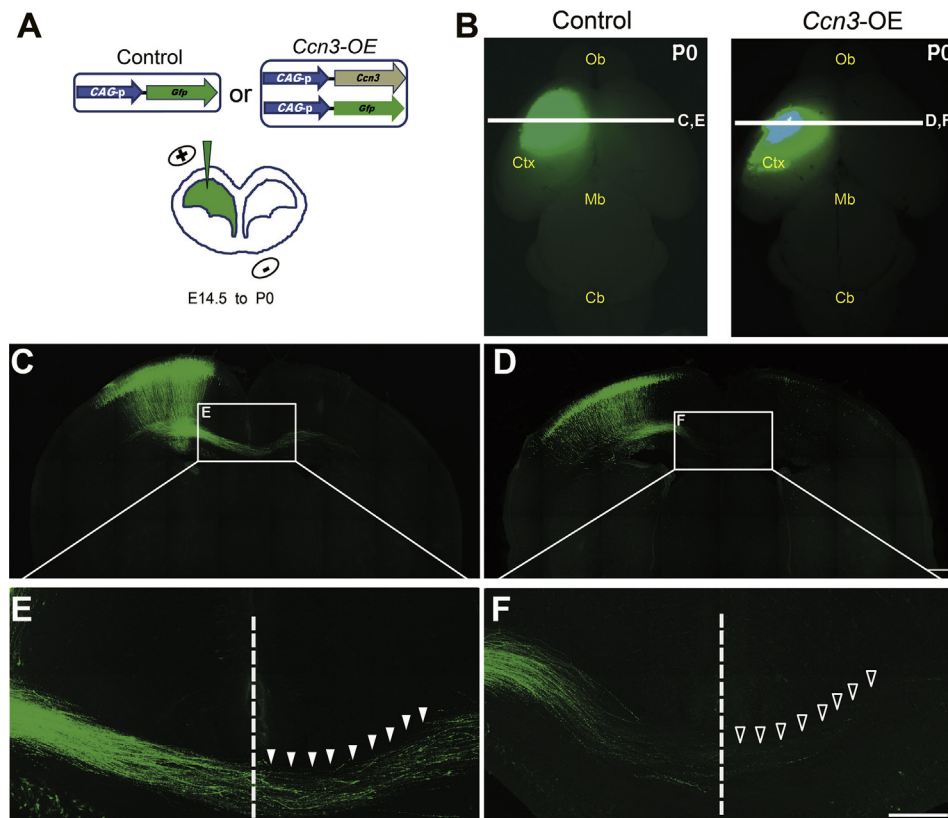 A
Control
Ccn3-OE
CAG-p
Gfp
or
CAG-p
Ccn3
CAG-p
Gfp
+
-
E14.5 to P0
B
Control
Ccn3-OE
P0
Ob
C,E
Ctx
Mb
Cb
P0
Ob
D,F
Ctx
Mb
Cb
C
E
D
F
E
F